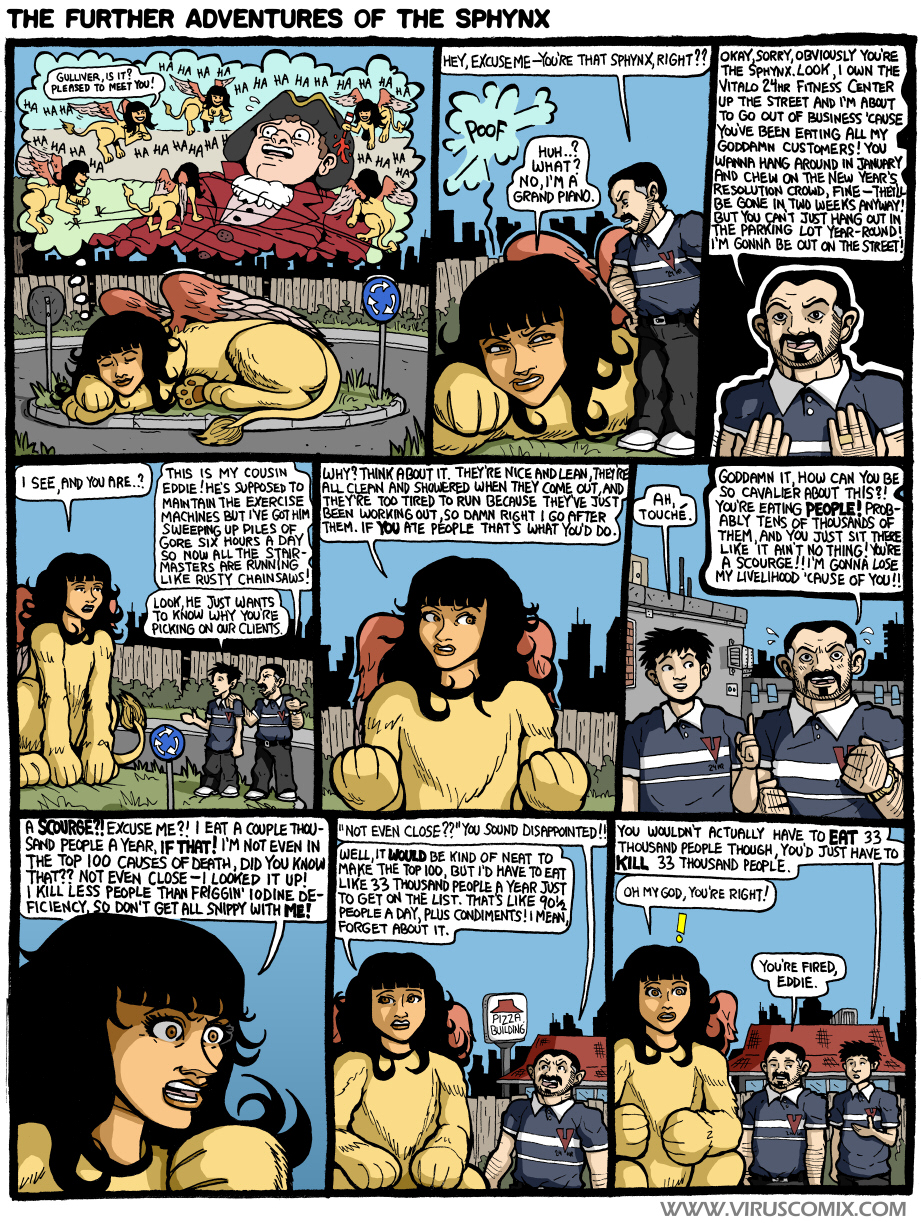 THE FURTHER ADVENTURES OF THE SPHYNX
GULLIVER, IS IT?
PLEASED TO MEET YOU!
HA HA HA HA
HA HA HA HA HA
HA HA HA
HA HA
HA HA
HA
HA HA HA HA HA HA
HEY, EXCUSE ME—YOU'RE THAT SPHYNX, RIGHT??
POOF
HUH..?
WHAT?
NO, I'M A
GRAND PIANO.
V
24 HR.
OKAY, SORRY, OBVIOUSLY YOU'RE
THE SPHYNX. LOOK, I OWN THE
VITALO 24HR FITNESS CENTER
UP THE STREET AND I'M ABOUT
TO GO OUT OF BUSINESS 'CAUSE
YOU'VE BEEN EATING ALL MY
GODDAMN CUSTOMERS! YOU
WANNA HANG AROUND IN JANUARY
AND CHEW ON THE NEW YEAR'S
RESOLUTION CROWD, FINE—THEY'LL
BE GONE IN TWO WEEKS ANYWAY!
BUT YOU CAN'T JUST HANG OUT IN
THE PARKING LOT YEAR-ROUND!
I'M GONNA BE OUT ON THE STREET!
I SEE, AND YOU ARE..?
THIS IS MY COUSIN
EDDIE! HE'S SUPPOSED TO
MAINTAIN THE EXERCISE
MACHINES BUT I'VE GOT HIM
SWEEPING UP PILES OF
GORE SIX HOURS A DAY
SO NOW ALL THE STAIR-
MASTERS ARE RUNNING
LIKE RUSTY CHAINSAWS!
LOOK, HE JUST WANTS
TO KNOW WHY YOU'RE
PICKING ON OUR CLIENTS.
WHY? THINK ABOUT IT. THEY'RE NICE AND LEAN, THEY'RE
ALL CLEAN AND SHOWERED WHEN THEY COME OUT, AND
THEY'RE TOO TIRED TO RUN BECAUSE THEY'VE JUST
BEEN WORKING OUT, SO DAMN RIGHT I GO AFTER
THEM. IF YOU ATE PEOPLE THAT'S WHAT YOU'D DO.
AH,
TOUCHÉ.
GODDAMN IT, HOW CAN YOU BE
SO CAVALIER ABOUT THIS?!
YOU'RE EATING PEOPLE! PROB-
ABLY TENS OF THOUSANDS OF
THEM, AND YOU JUST SIT THERE
LIKE IT AIN'T NO THING! YOU'RE
A SCOURGE!! I'M GONNA LOSE
MY LIVELIHOOD 'CAUSE OF YOU!!
V
24 HR
A SCOURGE?! EXCUSE ME?! I EAT A COUPLE THOU-
SAND PEOPLE A YEAR, IF THAT! I'M NOT EVEN IN
THE TOP 100 CAUSES OF DEATH, DID YOU KNOW
THAT?? NOT EVEN CLOSE—I LOOKED IT UP!
I KILL LESS PEOPLE THAN FRIGGIN' IODINE DE-
FICIENCY, SO DON'T GET ALL SNIPPY WITH ME!
"NOT EVEN CLOSE??" YOU SOUND DISAPPOINTED!!
WELL, IT WOULD BE KIND OF NEAT TO
MAKE THE TOP 100, BUT I'D HAVE TO EAT
LIKE 33 THOUSAND PEOPLE A YEAR JUST
TO GET ON THE LIST. THAT'S LIKE 90½
PEOPLE A DAY, PLUS CONDIMENTS! I MEAN,
FORGET ABOUT IT.
PIZZA
BUILDING
V
24 HR
YOU WOULDN'T ACTUALLY HAVE TO EAT 33
THOUSAND PEOPLE THOUGH, YOU'D JUST HAVE TO
KILL 33 THOUSAND PEOPLE.
OH MY GOD, YOU'RE RIGHT!
!
YOU'RE FIRED,
EDDIE.
V
V
WWW.VIRUSCOMIX.COM